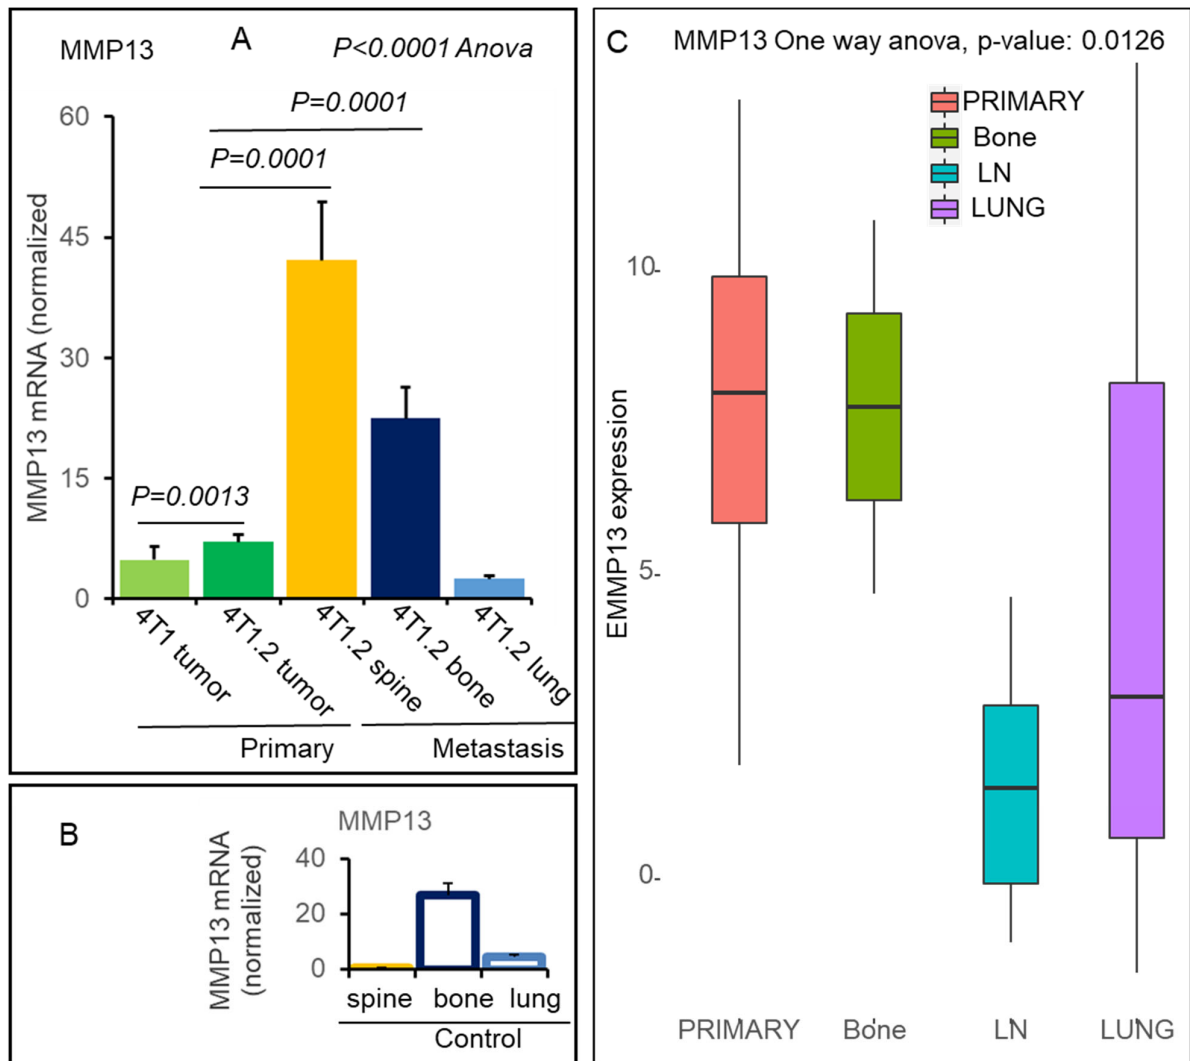 A
MMP13
P<0.0001 Anova
P=0.0001
P=0.0001
P=0.0013
MMP13 mRNA (normalized
60
45
30
15
0
4T1 tumor
4T1.2 tumor
4T1.2 spine
4T1.2 bone
4T1.2 lung
Primary
Metastasis
B
MMP13
MMP13 mRNA
(normalized)
40
20
0
spine bone lung
Control
C
MMP13 One way anova, p-value: 0.0126
PRIMARY
Bone
LN
LUNG
EMMP13 expression
10
5
0
PRIMARY Bone LN LUNG